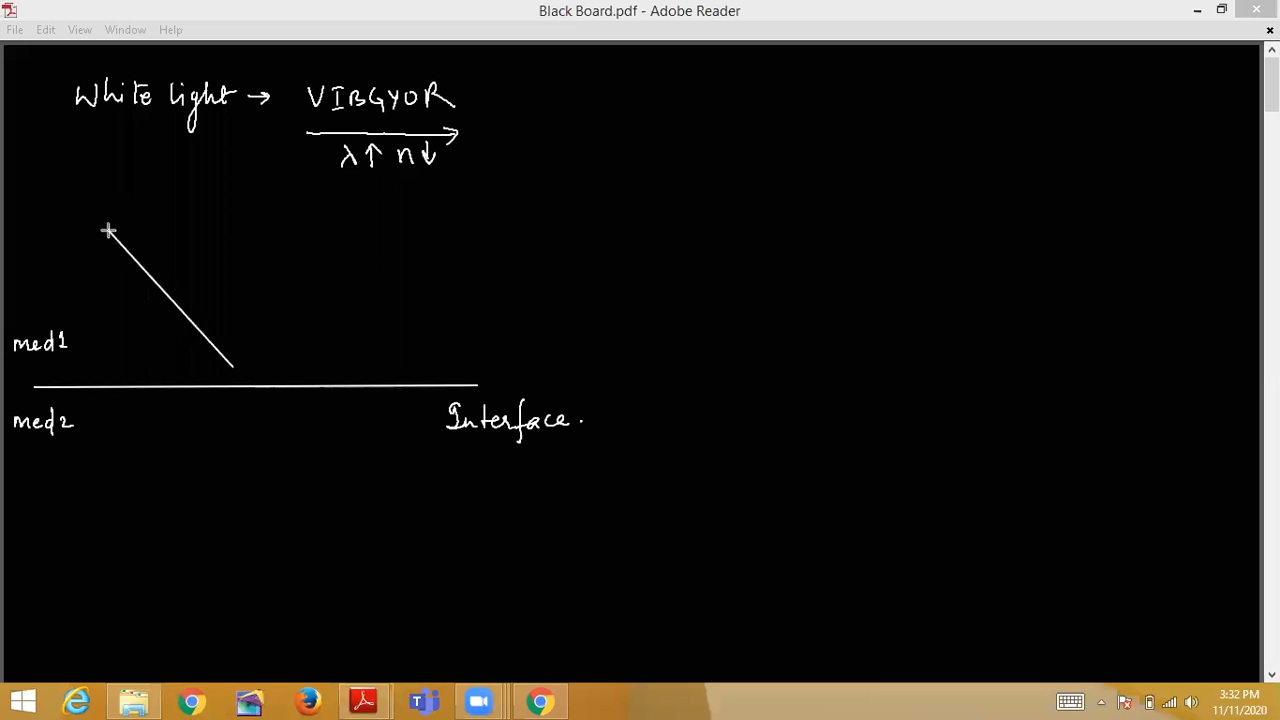 Black Board.pdf - Adobe Reader
File Edit View Window Help
White light → VIBGYOR
λ↑ n↓
med1
med2
Interface.
3:32 PM
11/11/2020